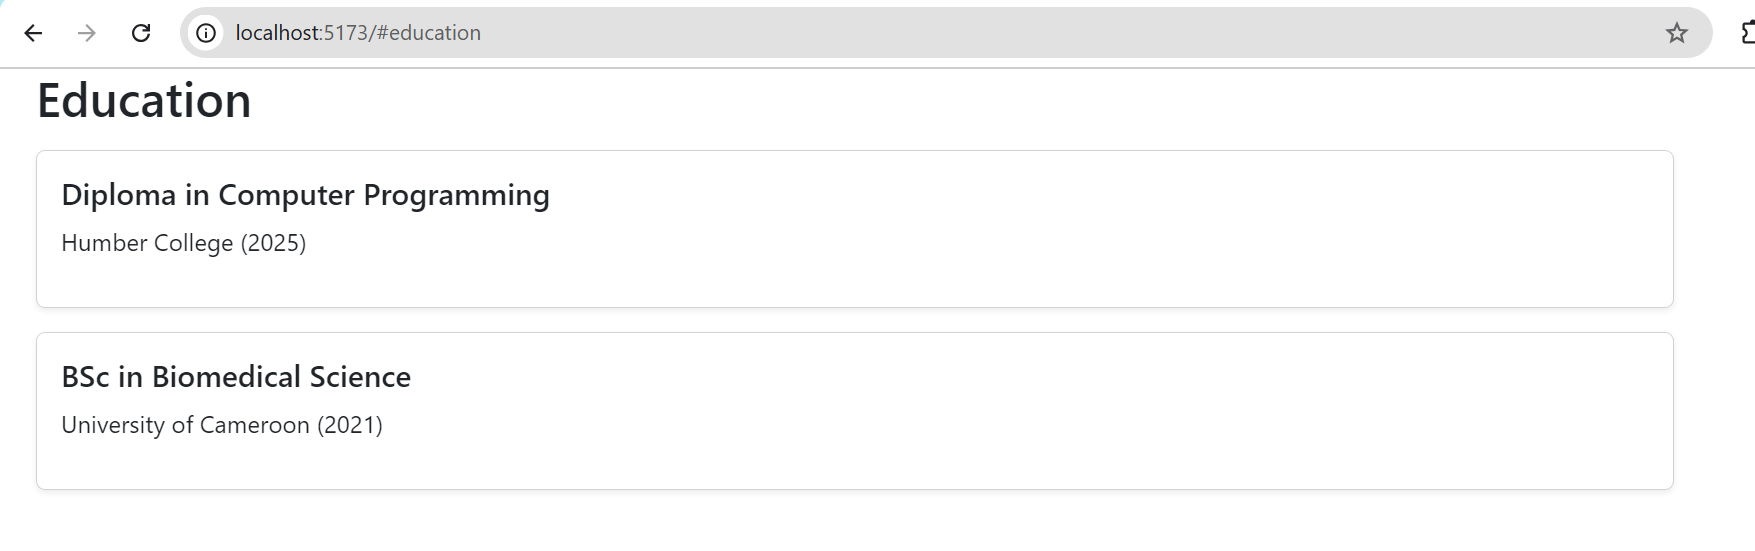 localhost:5173/#education
Education
Diploma in Computer Programming
Humber College (2025)
BSc in Biomedical Science
University of Cameroon (2021)